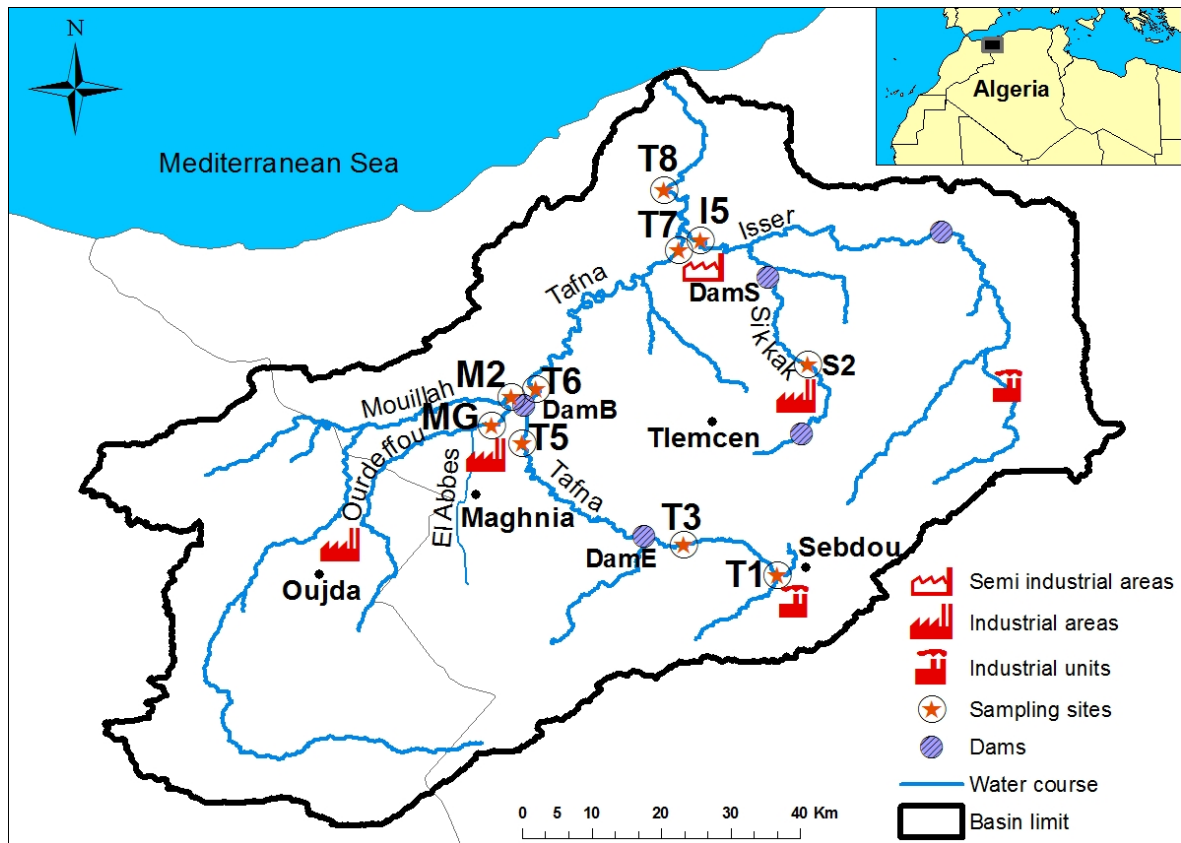 N
Algeria
Mediterranean Sea
T8
T7
I5
Isser
Tafna
DamS
Sikkak
S2
M2
T6
Mouillah
DamB
MG
T5
Tlemcen
Ourdeffou
El Abbes
Tafna
Maghnia
T3
DamE
Sebdou
T1
Oujda
Semi industrial areas
Industrial areas
Industrial units
Sampling sites
Dams
Water course
Basin limit
0 5 10 20 30 40 Km